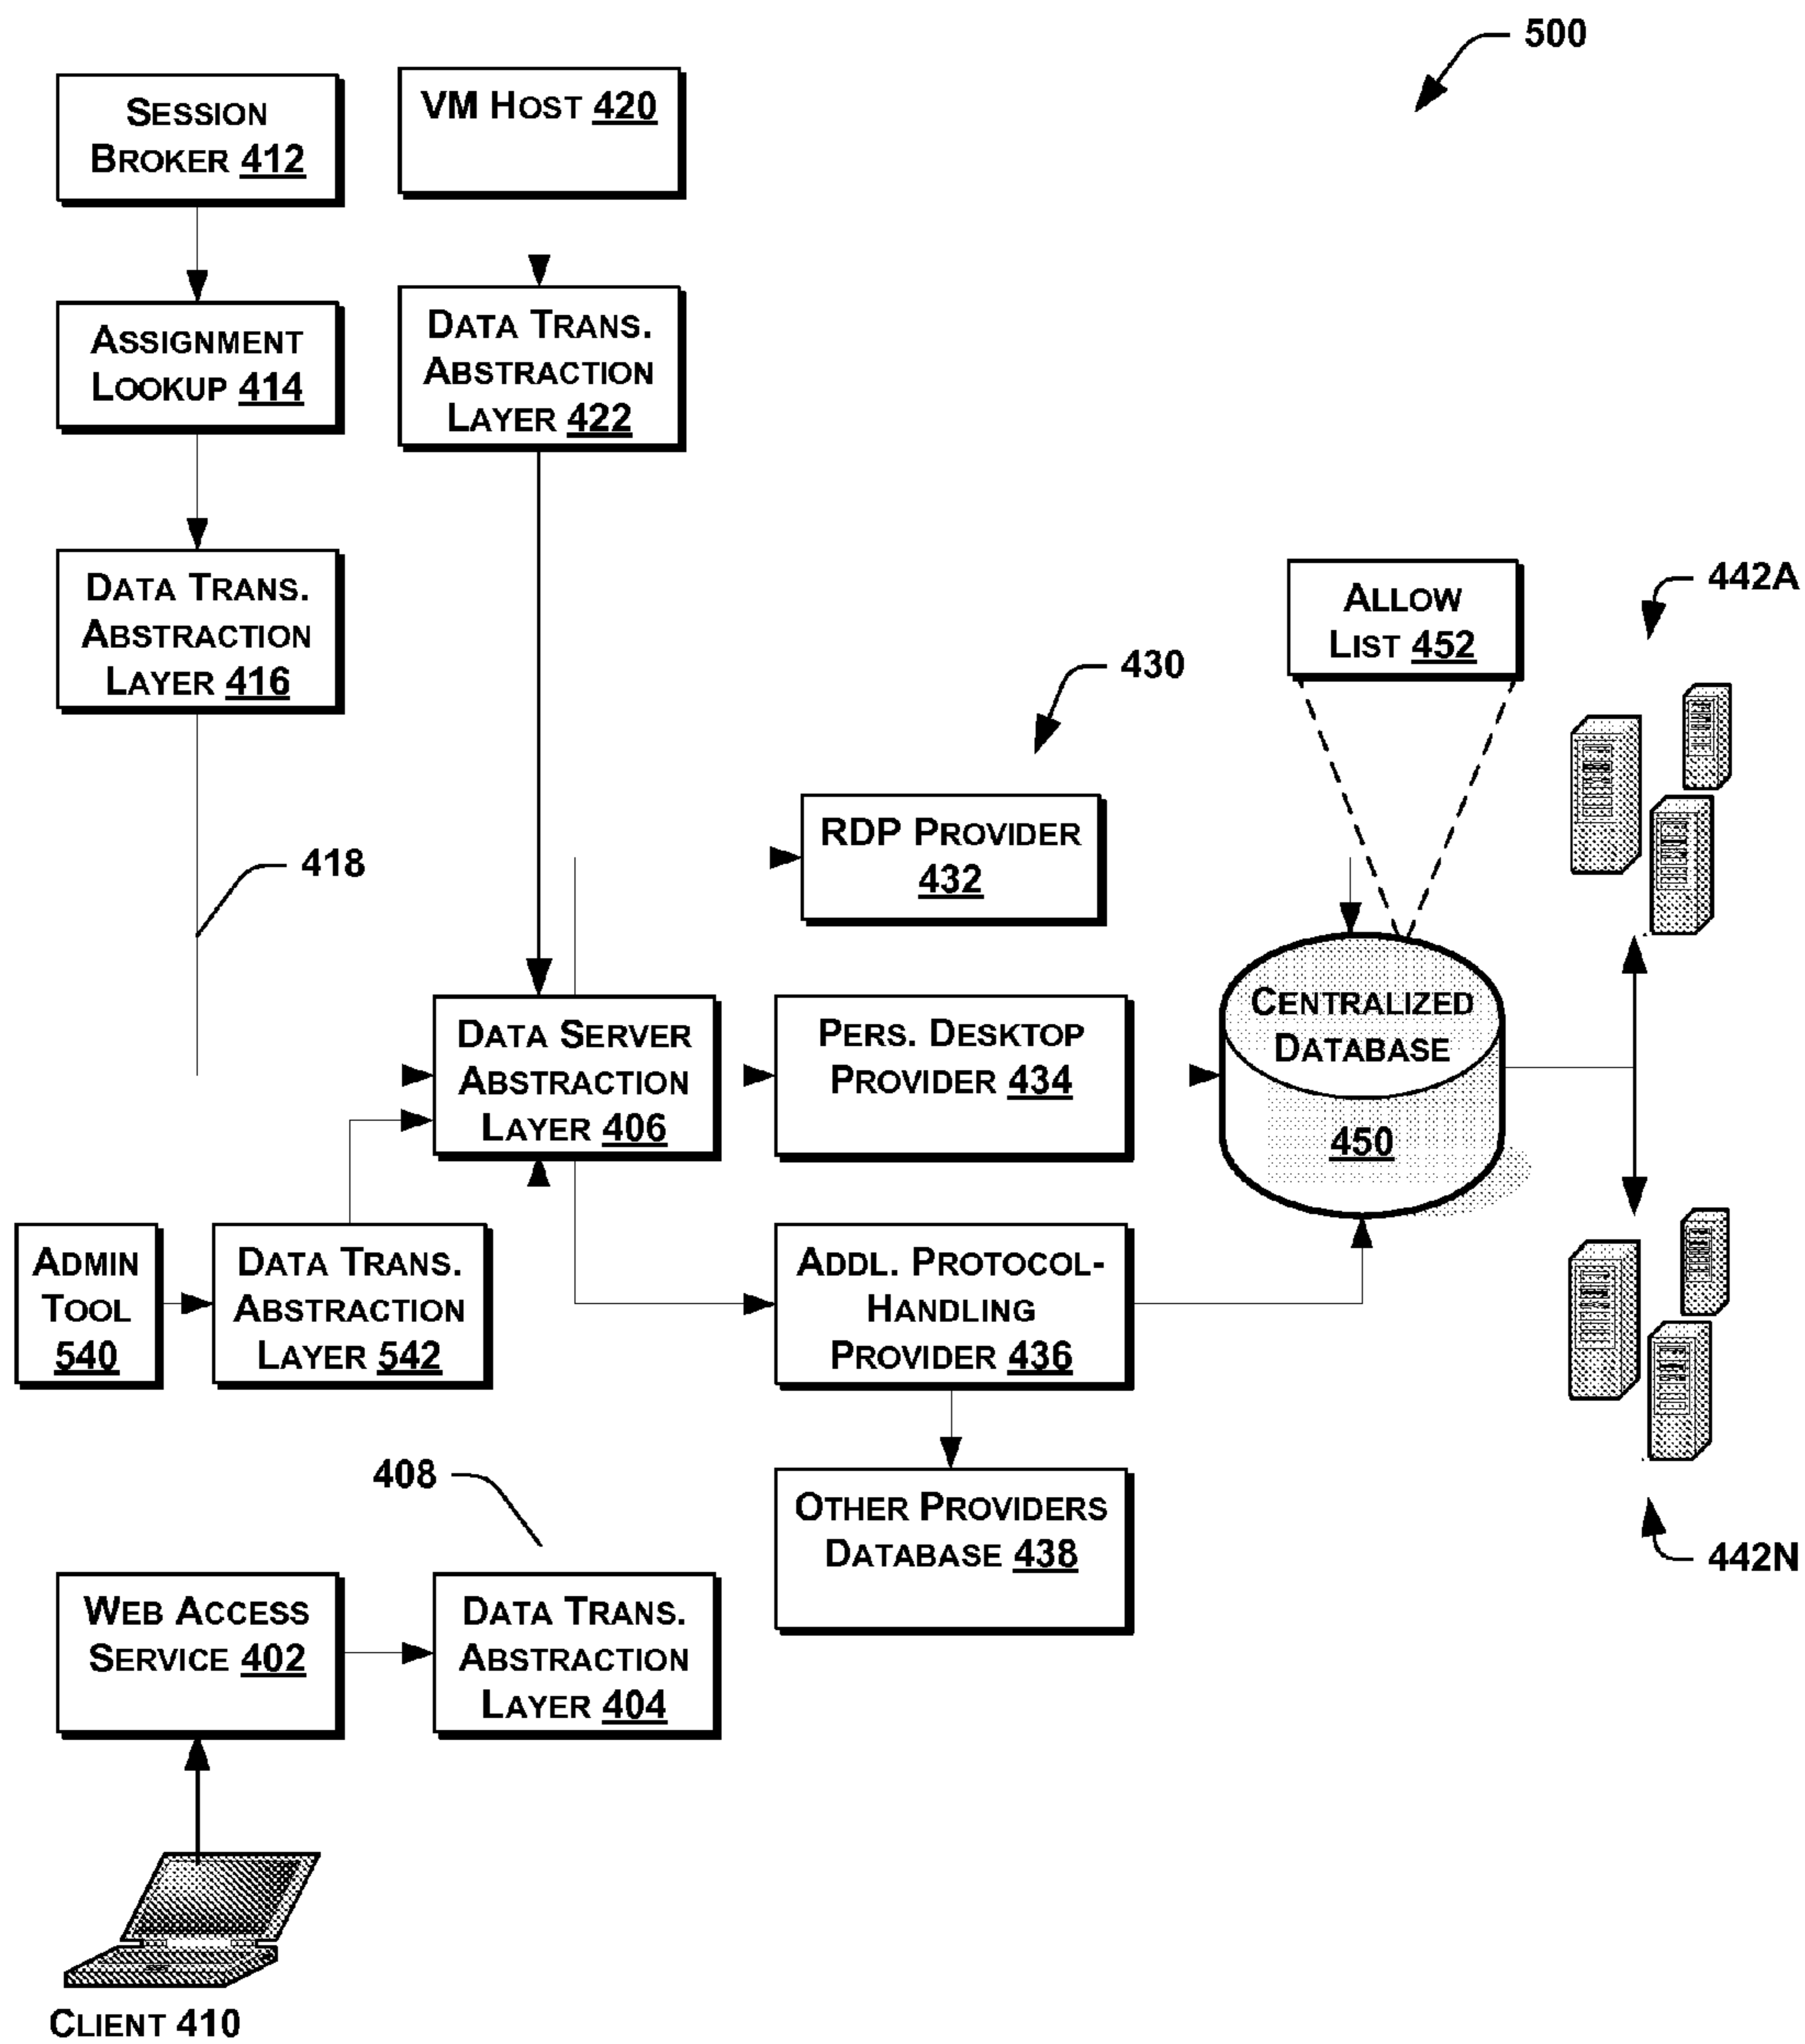 500
SESSION
BROKER 412
VM HOST 420
ASSIGNMENT
LOOKUP 414
DATA TRANS.
ABSTRACTION
LAYER 422
DATA TRANS.
ABSTRACTION
LAYER 416
ALLOW
LIST 452
442A
430
418
RDP PROVIDER
432
DATA SERVER
ABSTRACTION
LAYER 406
PERS. DESKTOP
PROVIDER 434
CENTRALIZED
DATABASE
450
ADMIN
TOOL
540
DATA TRANS.
ABSTRACTION
LAYER 542
ADDL. PROTOCOL-
HANDLING
PROVIDER 436
408
OTHER PROVIDERS
DATABASE 438
442N
WEB ACCESS
SERVICE 402
DATA TRANS.
ABSTRACTION
LAYER 404
CLIENT 410